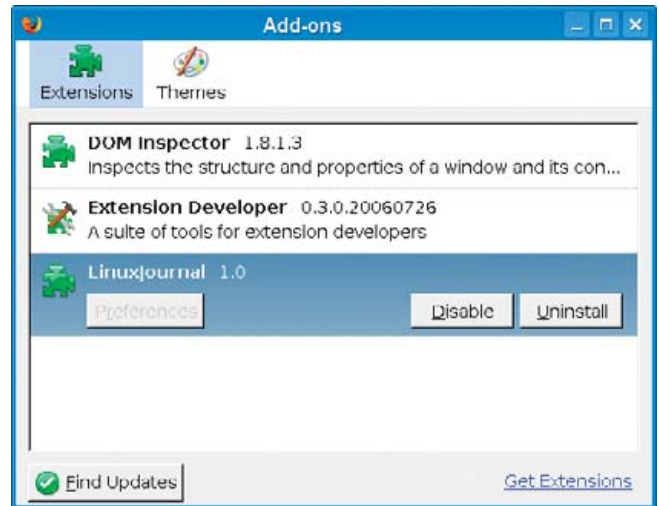 Add-ons
Extensions Themes
DOM Inspector 1.8.1.3
Inspects the structure and properties of a window and its con...
Extension Developer 0.3.0.20060726
A suite of tools for extension developers
LinuxJournal 1.0
Preferences Disable Uninstall
Find Updates Get Extensions